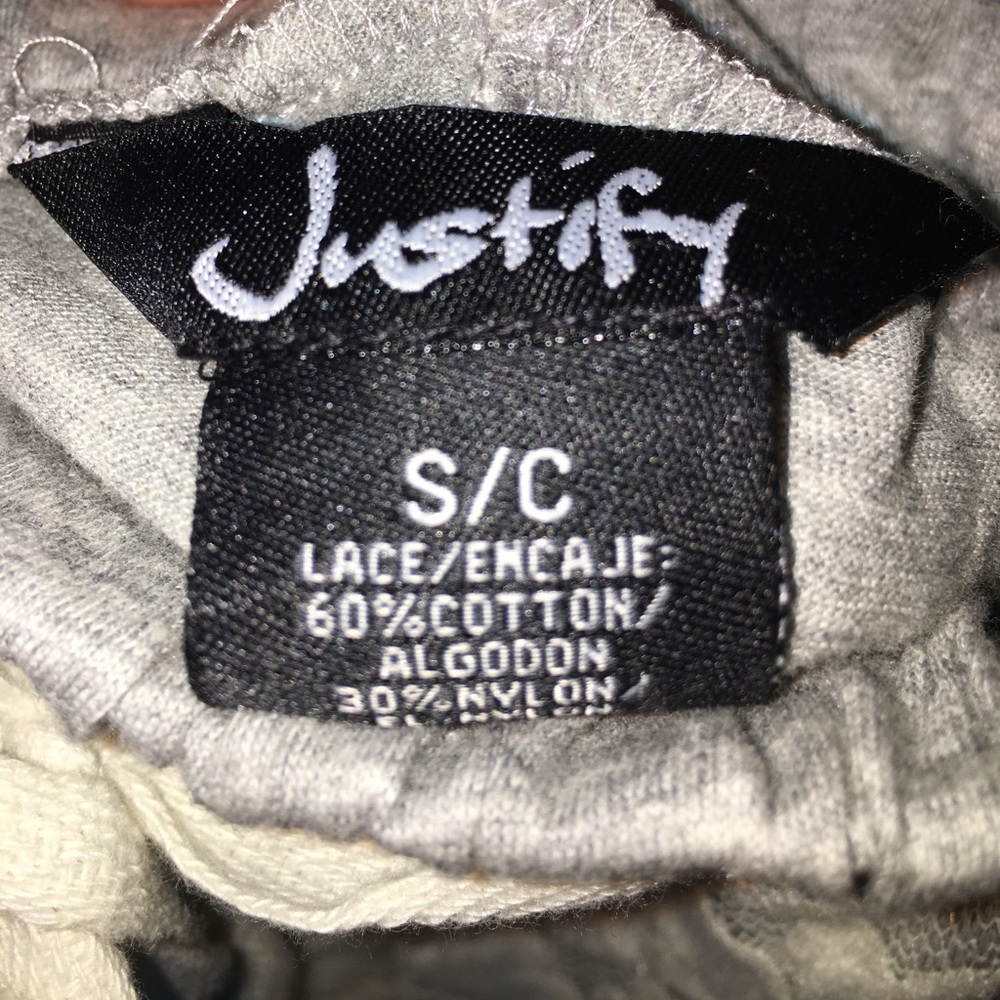 Justify
S/C
LACE/ENCAJE:
60%COTTON/
ALGODON
30%NYLON/